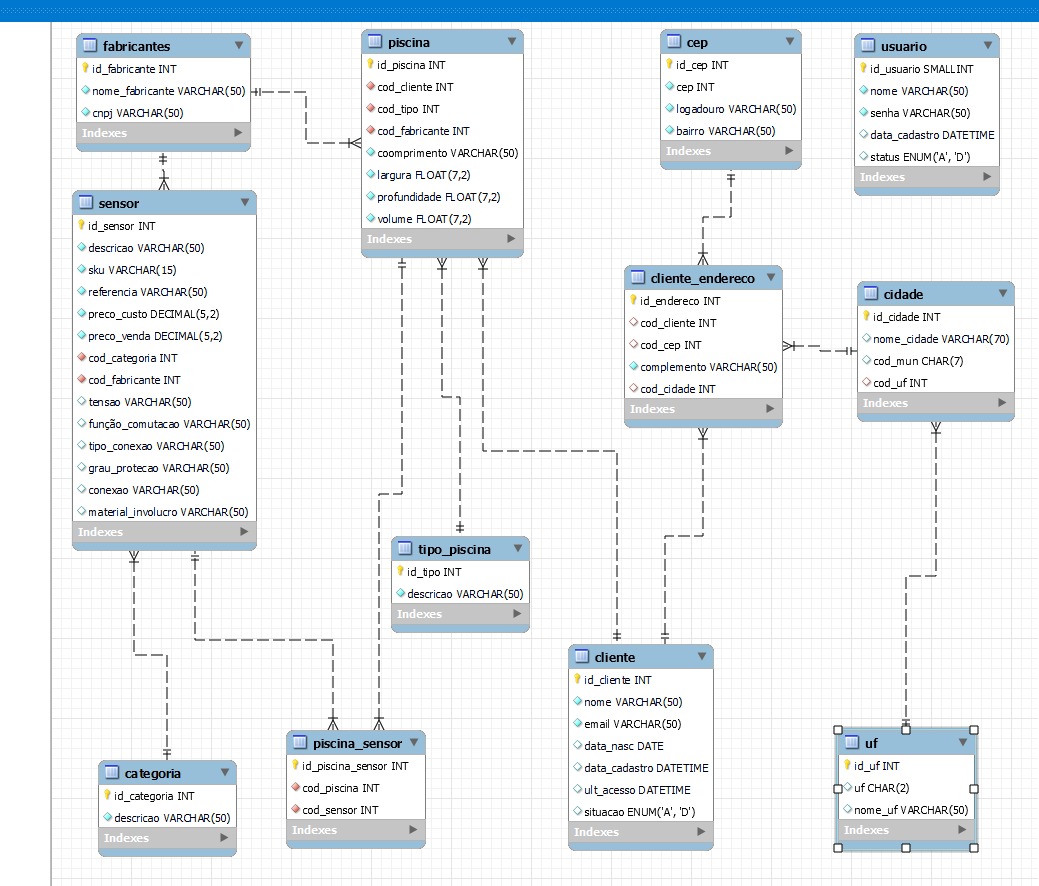 fabricantes
id_fabricante INT
nome_fabricante VARCHAR(50)
cnpj VARCHAR(50)
Indexes
piscina
id_piscina INT
cod_cliente INT
cod_tipo INT
cod_fabricante INT
coomprimento VARCHAR(50)
largura FLOAT(7,2)
profundidade FLOAT(7,2)
volume FLOAT(7,2)
Indexes
cep
id_cep INT
cep INT
logadouro VARCHAR(50)
bairro VARCHAR(50)
Indexes
usuario
id_usuario SMALLINT
nome VARCHAR(50)
senha VARCHAR(50)
data_cadastro DATETIME
status ENUM('A', 'D')
Indexes
sensor
id_sensor INT
descricao VARCHAR(50)
sku VARCHAR(15)
referencia VARCHAR(50)
preco_custo DECIMAL(5,2)
preco_venda DECIMAL(5,2)
cod_categoria INT
cod_fabricante INT
tensao VARCHAR(50)
função_comutacao VARCHAR(50)
tipo_conexao VARCHAR(50)
grau_protecao VARCHAR(50)
conexao VARCHAR(50)
material_involucro VARCHAR(50)
Indexes
cliente_endereco
id_endereco INT
cod_cliente INT
cod_cep INT
complemento VARCHAR(50)
cod_cidade INT
Indexes
cidade
id_cidade INT
nome_cidade VARCHAR(70)
cod_mun CHAR(7)
cod_uf INT
Indexes
tipo_piscina
id_tipo INT
descricao VARCHAR(50)
Indexes
cliente
id_cliente INT
nome VARCHAR(50)
email VARCHAR(50)
data_nasc DATE
data_cadastro DATETIME
ult_acesso DATETIME
situacao ENUM('A', 'D')
Indexes
categoria
id_categoria INT
descricao VARCHAR(50)
Indexes
piscina_sensor
id_piscina_sensor INT
cod_piscina INT
cod_sensor INT
Indexes
uf
id_uf INT
uf CHAR(2)
nome_uf VARCHAR(50)
Indexes